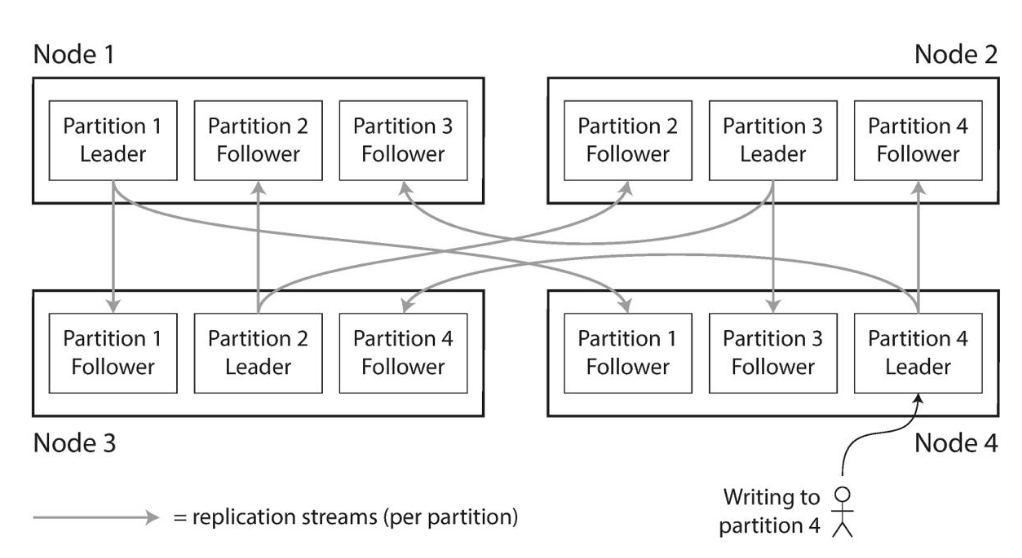 Node 1
Node 2
Partition 1
Leader
Partition 2
Follower
Partition 3
Follower
Partition 2
Follower
Partition 3
Leader
Partition 4
Follower
Partition 1
Follower
Partition 2
Leader
Partition 4
Follower
Partition 1
Follower
Partition 3
Follower
Partition 4
Leader
Node 3
Node 4
Writing to
partition 4
= replication streams (per partition)